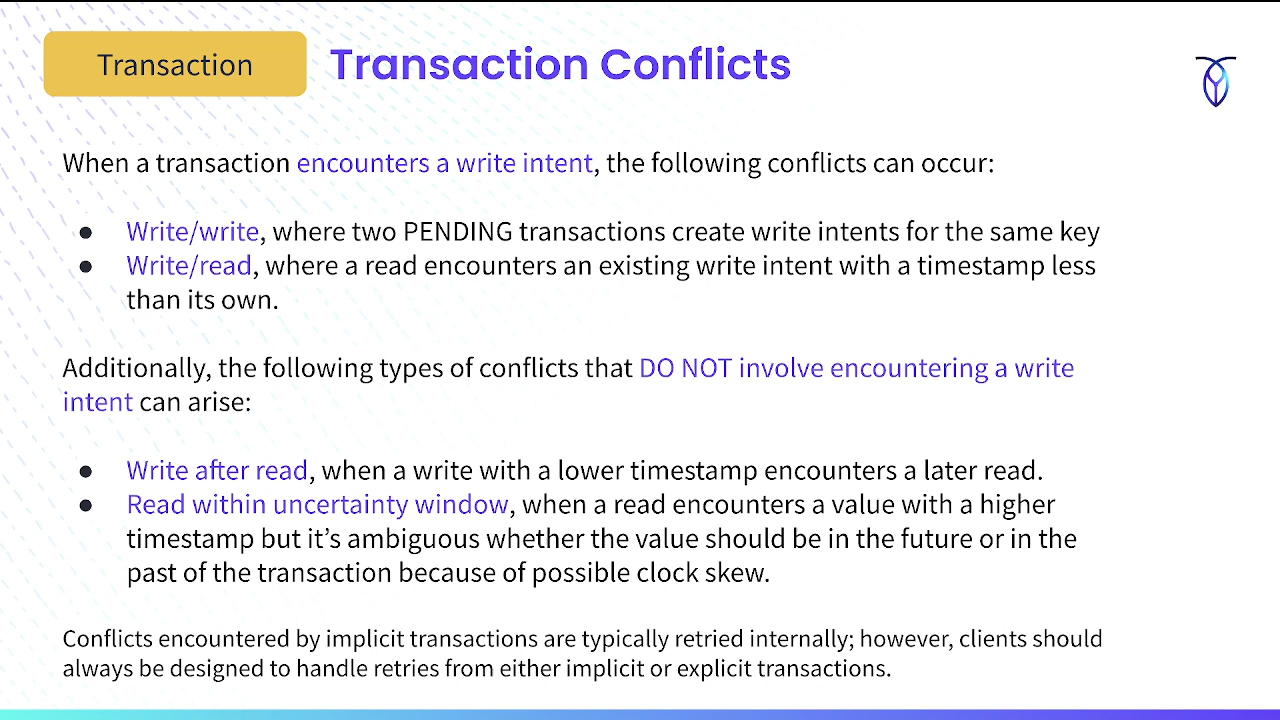 Transaction
Transaction Conflicts
When a transaction encounters a write intent, the following conflicts can occur:
● Write/write, where two PENDING transactions create write intents for the same key
● Write/read, where a read encounters an existing write intent with a timestamp less
than its own.
Additionally, the following types of conflicts that DO NOT involve encountering a write
intent can arise:
● Write after read, when a write with a lower timestamp encounters a later read.
● Read within uncertainty window, when a read encounters a value with a higher
timestamp but it’s ambiguous whether the value should be in the future or in the
past of the transaction because of possible clock skew.
Conflicts encountered by implicit transactions are typically retried internally; however, clients should
always be designed to handle retries from either implicit or explicit transactions.